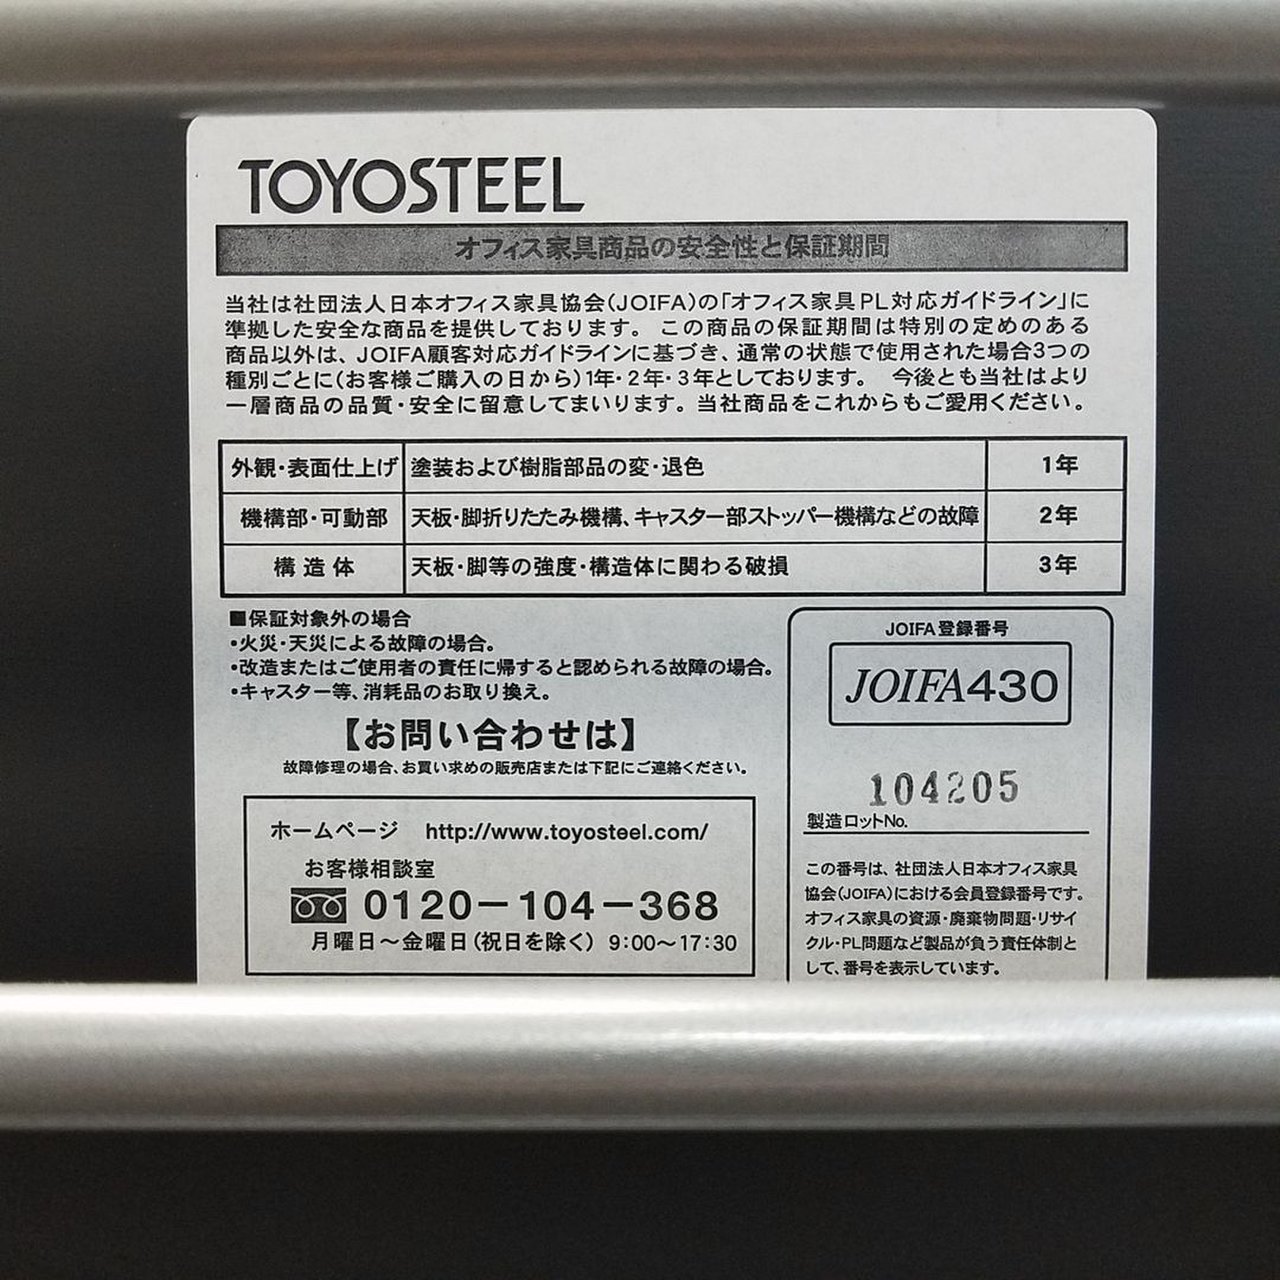 TOYOSTEEL
オフィス家具商品の安全性と保証期間
当社は社団法人日本オフィス家具協会(JOIFA)の「オフィス家具PL対応ガイドライン」に
準拠した安全な商品を提供しております。この商品の保証期間は特別の定めのある
商品以外は、JOIFA顧客対応ガイドラインに基づき、通常の状態で使用された場合3つの
種別ごとに(お客様ご購入の日から)1年・2年・3年としております。 今後とも当社はより
一層商品の品質・安全に留意してまいります。当社商品をこれからもご愛用ください。
外観・表面仕上げ 塗装および樹脂部品の変・退色 1年
機構部・可動部 天板・脚折りたたみ機構、キャスター部ストッパー機構などの故障 2年
構造体 天板・脚等の強度・構造体に関わる破損 3年
■保証対象外の場合
・火災・天災による故障の場合。
・改造またはご使用者の責任に帰すると認められる故障の場合。
・キャスター等、消耗品のお取り換え。
【お問い合わせは】
故障修理の場合、お買い求めの販売店または下記にご連絡ください。
ホームページ http://www.toyosteel.com/
お客様相談室
0120-104-368
月曜日~金曜日(祝日を除く) 9:00~17:30
JOIFA登録番号
JOIFA430
104205
製造ロットNo.
この番号は、社団法人日本オフィス家具
協会(JOIFA)における会員登録番号です。
オフィス家具の資源・廃棄物問題・リサイ
クル・PL問題など製品が負う責任体制と
して、番号を表示しています。